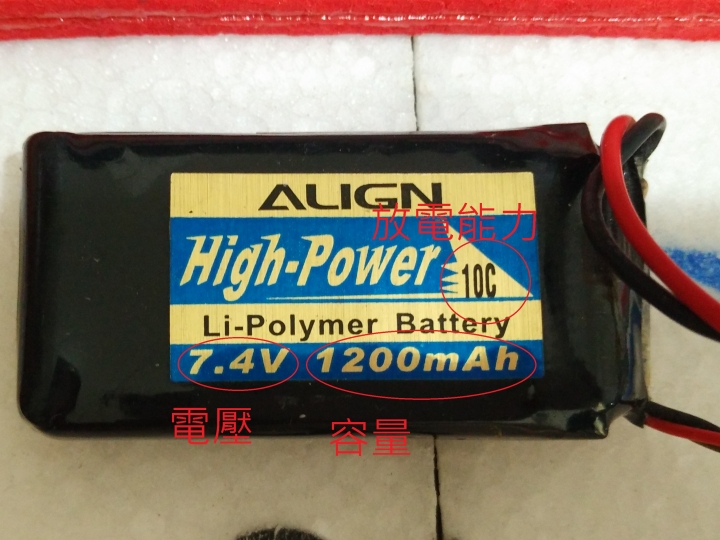 ALIGN
放電能力
High-Power
10C
Li-Polymer Battery
7.4V 1200mAh
電壓 容量